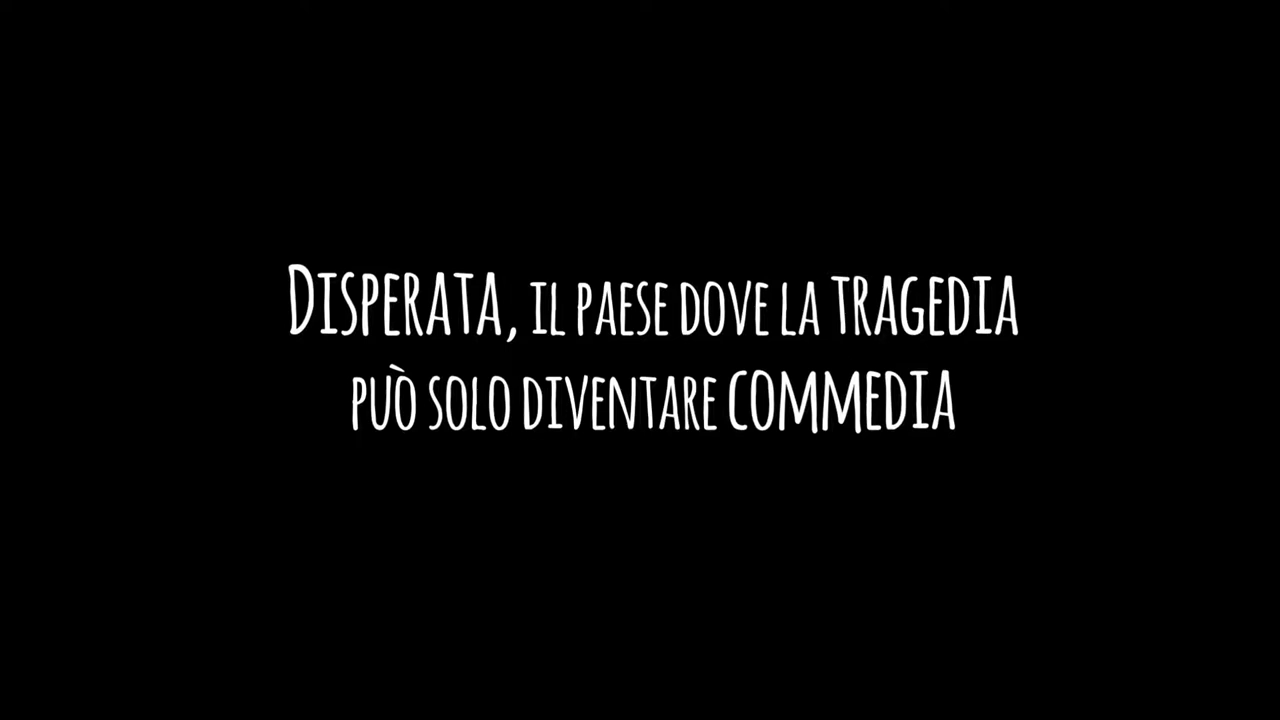 Disperata, il paese dove la tragedia
può solo diventare commedia